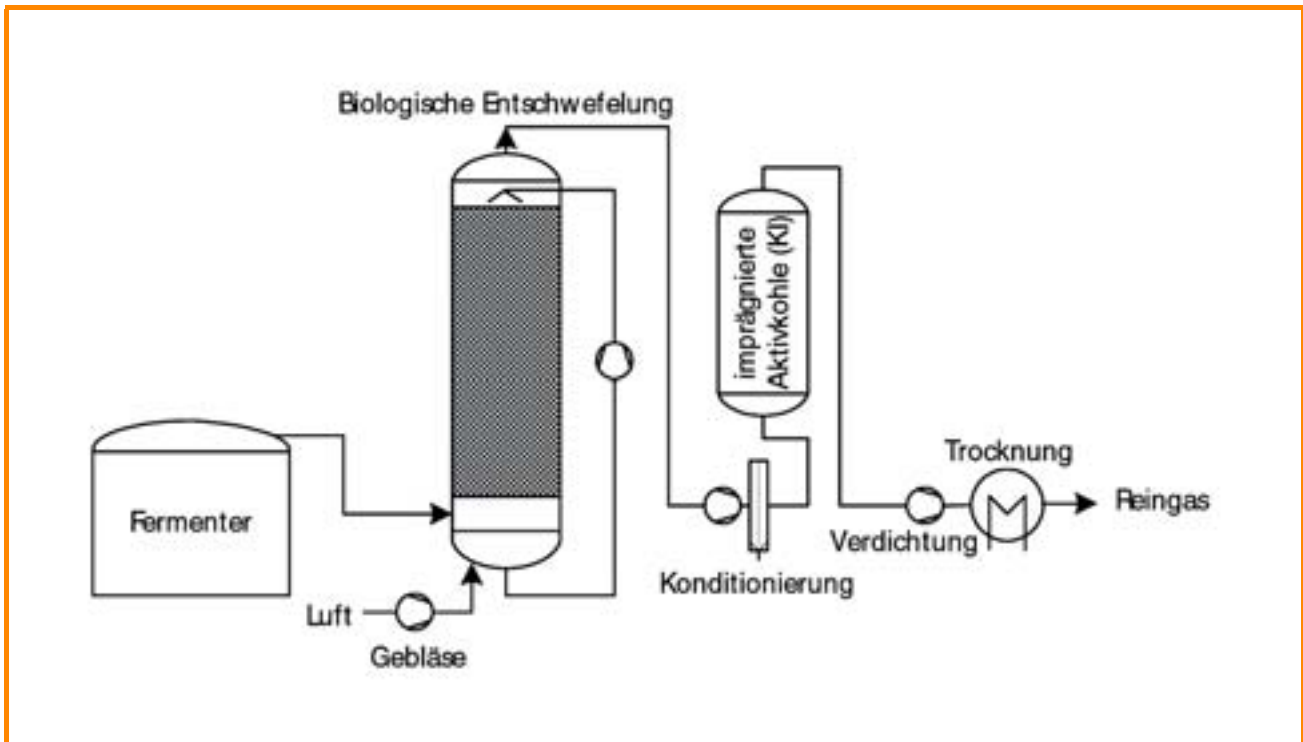 Biologische Entschwefelung
imprägnierte
Aktivkohle (KI)
Trocknung
Reingas
Fermenter
Verdichtung
Konditionierung
Luft
Gebläse